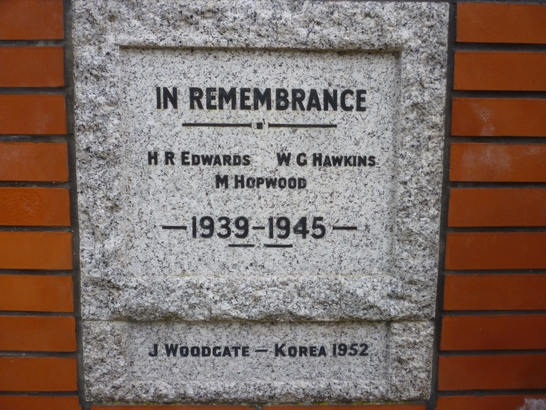 IN REMEMBRANCE
H R EDWARDS W G HAWKINS
M HOPWOOD
— 1939 – 1945 —
J WOODGATE — KOREA 1952